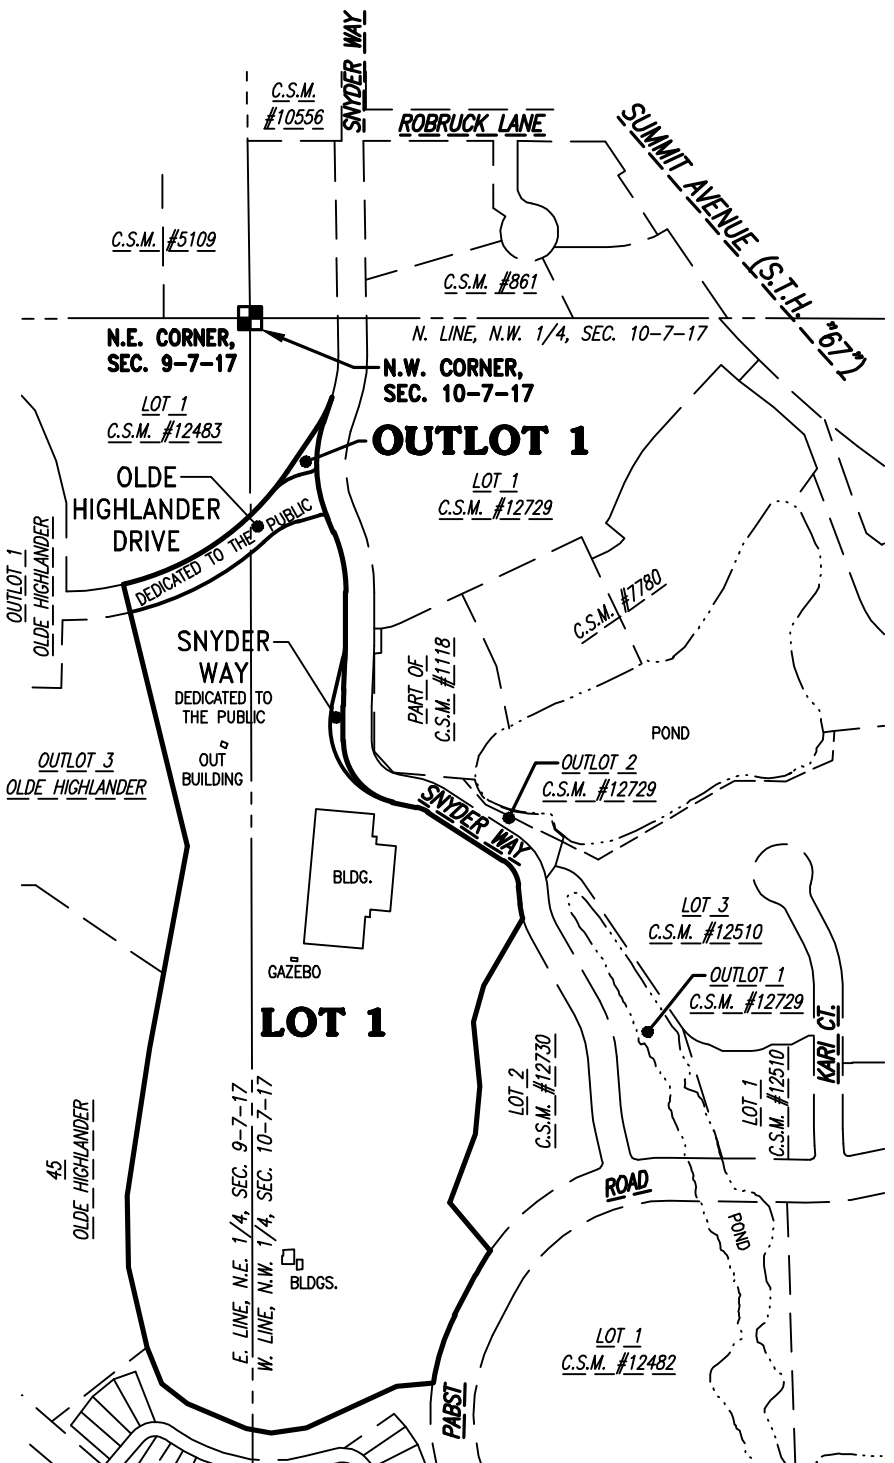 SNYDER WAY
C.S.M.
#10556
ROBRUCK LANE
SUMMIT AVENUE (S.T.H. "67")
C.S.M. #5109
C.S.M. #861
N.E. CORNER,
SEC. 9-7-17
N. LINE, N.W. 1/4, SEC. 10-7-17
N.W. CORNER,
SEC. 10-7-17
LOT 1
C.S.M. #12483
OUTLOT 1
OLDE
HIGHLANDER
DRIVE
LOT 1
C.S.M. #12729
DEDICATED TO THE PUBLIC
OUTLOT 1
OLDE HIGHLANDER
C.S.M. #7780
SNYDER
WAY
DEDICATED TO
THE PUBLIC
PART OF
C.S.M. #1118
POND
OUT
BUILDING
OUTLOT 3
OLDE HIGHLANDER
OUTLOT 2
C.S.M. #12729
SNYDER WAY
BLDG.
LOT 3
C.S.M. #12510
GAZEBO
OUTLOT 1
C.S.M. #12729
LOT 1
KARI CT.
LOT 2
C.S.M. #12730
LOT 1
C.S.M. #12510
45
OLDE HIGHLANDER
E. LINE, N.E. 1/4, SEC. 9-7-17
W. LINE, N.W. 1/4, SEC. 10-7-17
ROAD
POND
BLDGS.
LOT 1
C.S.M. #12482
PABST